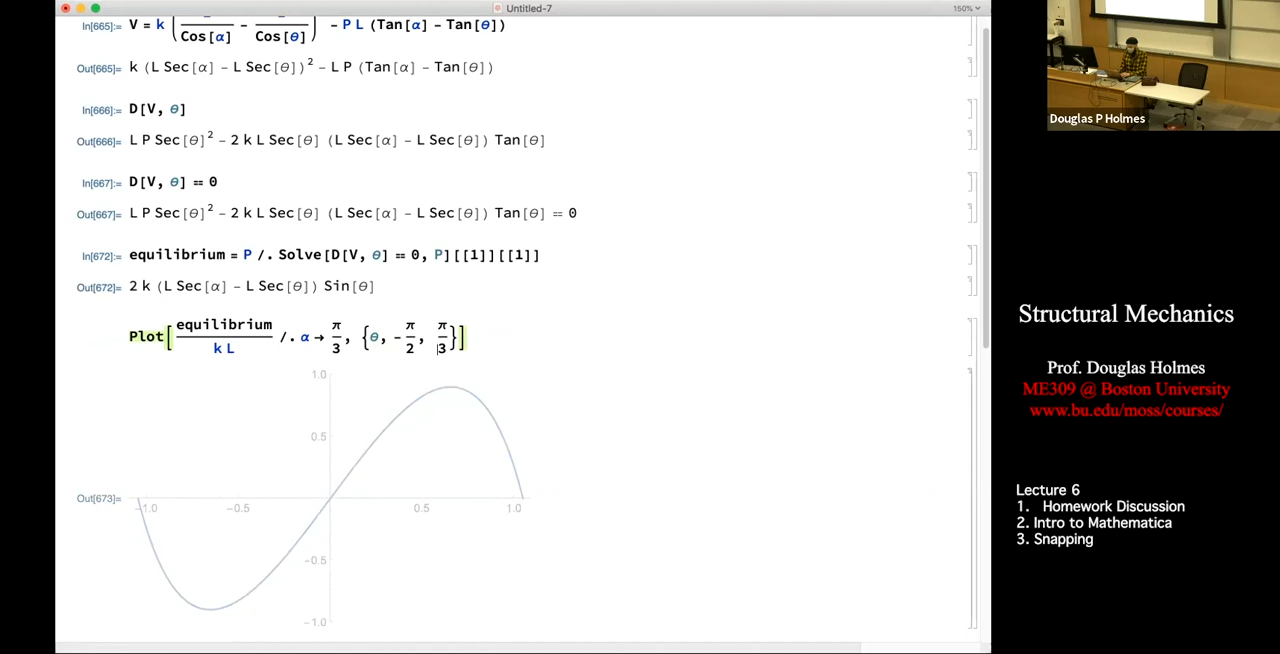 Untitled-7
150%
In[665]:= V = k (―/Cos[α] - ―/Cos[θ]) - P L (Tan[α] - Tan[θ])
Out[665]= k (L Sec[α] - L Sec[θ])² - L P (Tan[α] - Tan[θ])
In[666]:= D[V, θ]
Out[666]= L P Sec[θ]² - 2 k L Sec[θ] (L Sec[α] - L Sec[θ]) Tan[θ]
In[667]:= D[V, θ] == 0
Out[667]= L P Sec[θ]² - 2 k L Sec[θ] (L Sec[α] - L Sec[θ]) Tan[θ] == 0
In[672]:= equilibrium = P /. Solve[D[V, θ] == 0, P][[1]][[1]]
Out[672]= 2 k (L Sec[α] - L Sec[θ]) Sin[θ]
Plot[equilibrium/k L /. α → π/3, {θ, -π/2, π/3}]
1.0
0.5
Out[673]= -1.0 -0.5 0.5 1.0
-0.5
-1.0
Douglas P Holmes
Structural Mechanics
Prof. Douglas Holmes
ME309 @ Boston University
www.bu.edu/moss/courses/
Lecture 6
1. Homework Discussion
2. Intro to Mathematica
3. Snapping